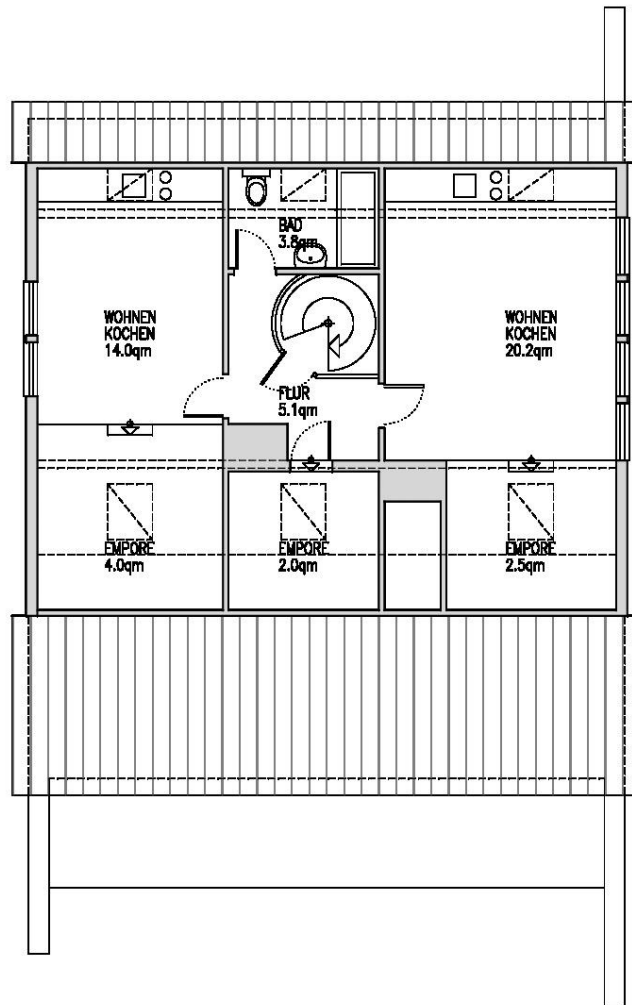 BAD
3.8qm
WOHNEN
KOCHEN
14.0qm
WOHNEN
KOCHEN
20.2qm
FLUR
5.1qm
EMPORE
4.0qm
EMPORE
2.0qm
EMPORE
2.5qm